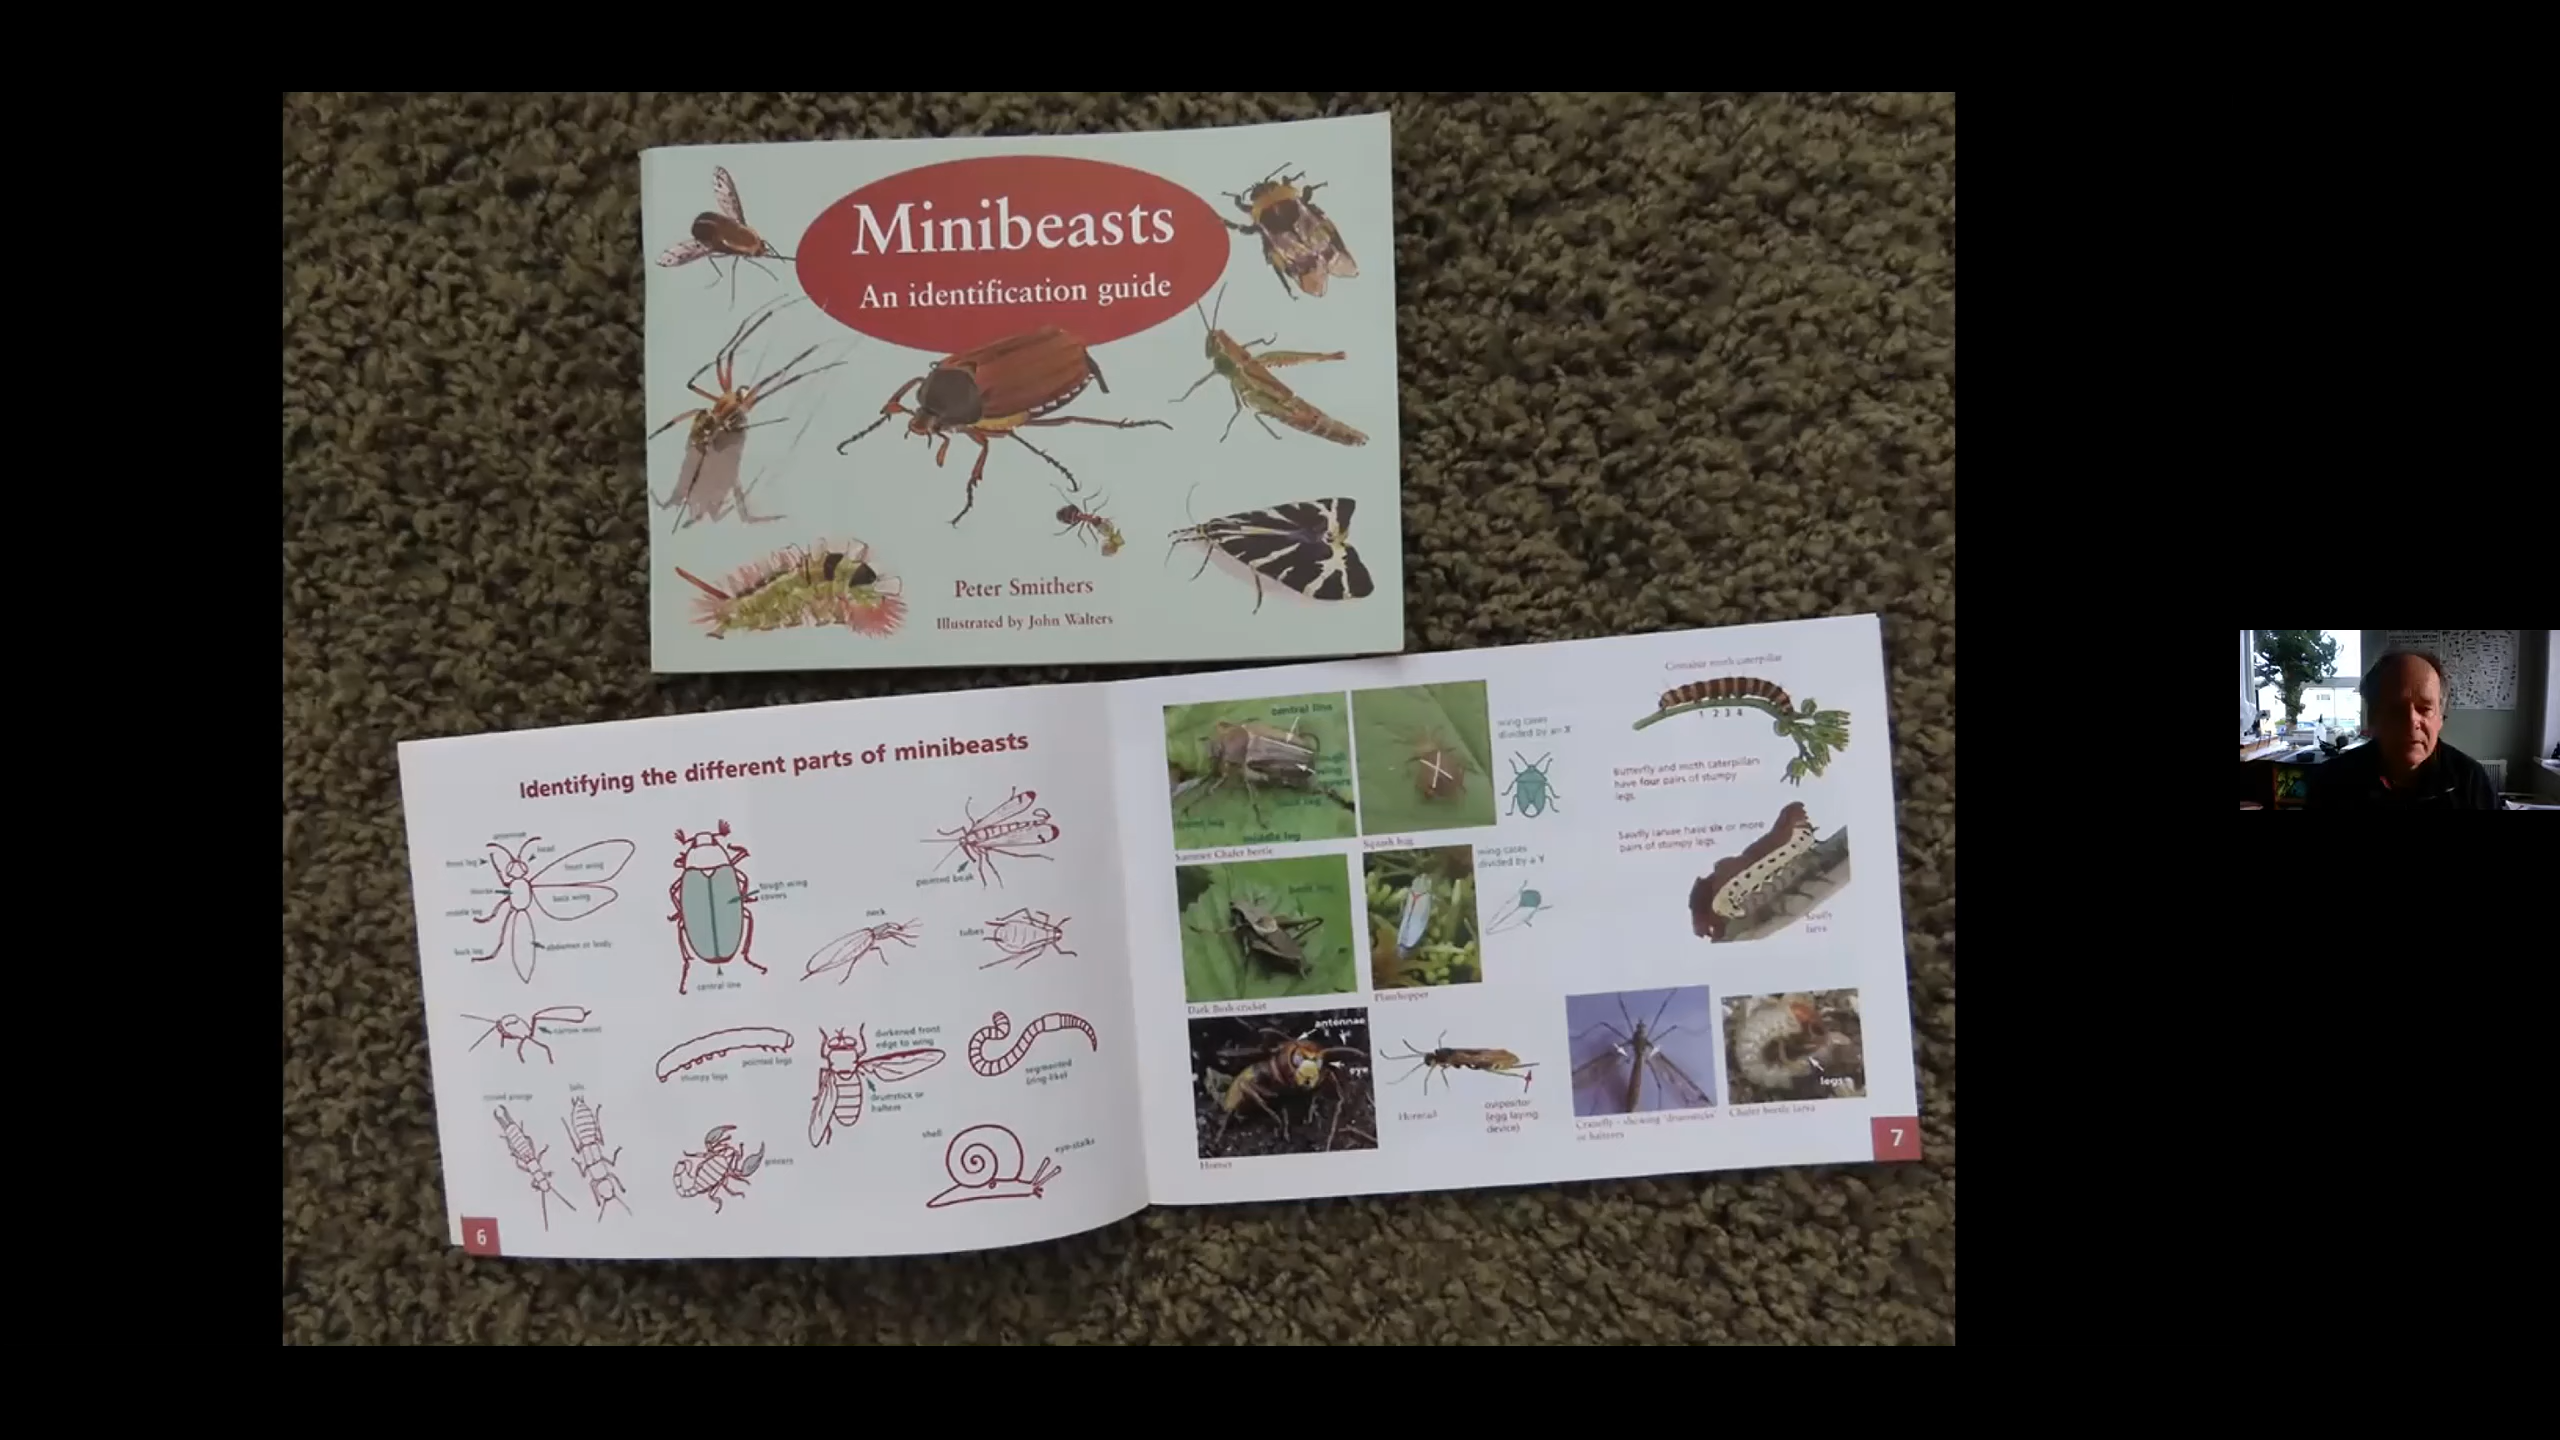 Minibeasts
An identification guide
Peter Smithers
Illustrated by John Walters
Identifying the different parts of minibeasts
antennae
head
front leg
front wing
back wing
middle leg
back leg
abdomen or body
tough wing
covers
central line
pointed beak
neck
tubes
narrow waist
stumpy legs
pointed legs
darkened front
edge to wing
drumstick or
haltere
segmented
(ring-like)
tails
pincers
shell
eye-stalks
6
central line
middle leg
Summer Chafer beetle
Squash bug
wing cases
divided by an X
back leg
Dark Bush-cricket
Planthopper
wing cases
divided by a Y
antennae
eye
Hornet
Horntail
ovipositor
(egg laying
device)
Cinnabar moth caterpillar
1 2 3 4
Butterfly and moth caterpillars
have four pairs of stumpy
legs.
Sawfly larvae have six or more
pairs of stumpy legs.
Sawfly
larva
Cranefly - showing 'drumsticks'
or halteres
legs
Chafer beetle larva
7